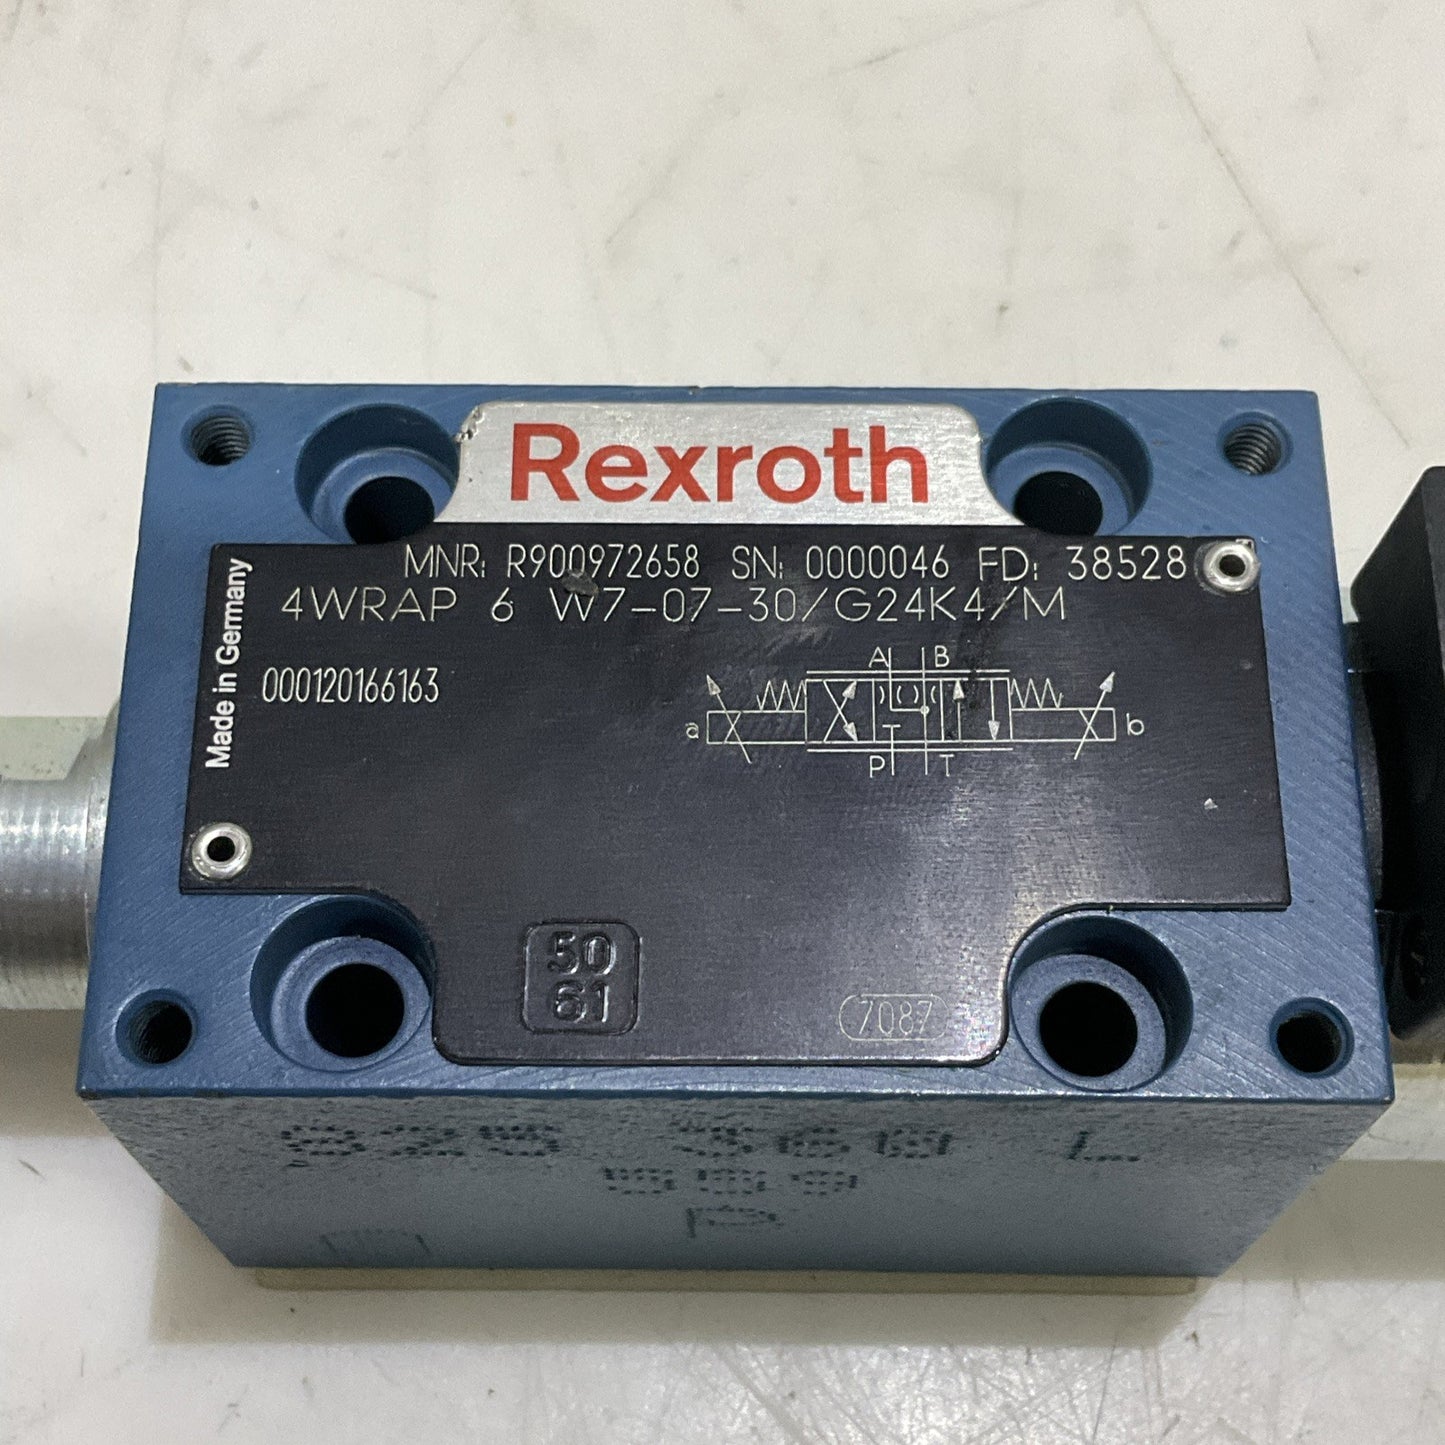 Rexroth
MNR: R900972658 SN: 0000046 FD: 38528
4WRAP 6 W7-07-30/G24K4/M
Made in Germany
000120166163
A B
a b
P T
50
61
7087
P